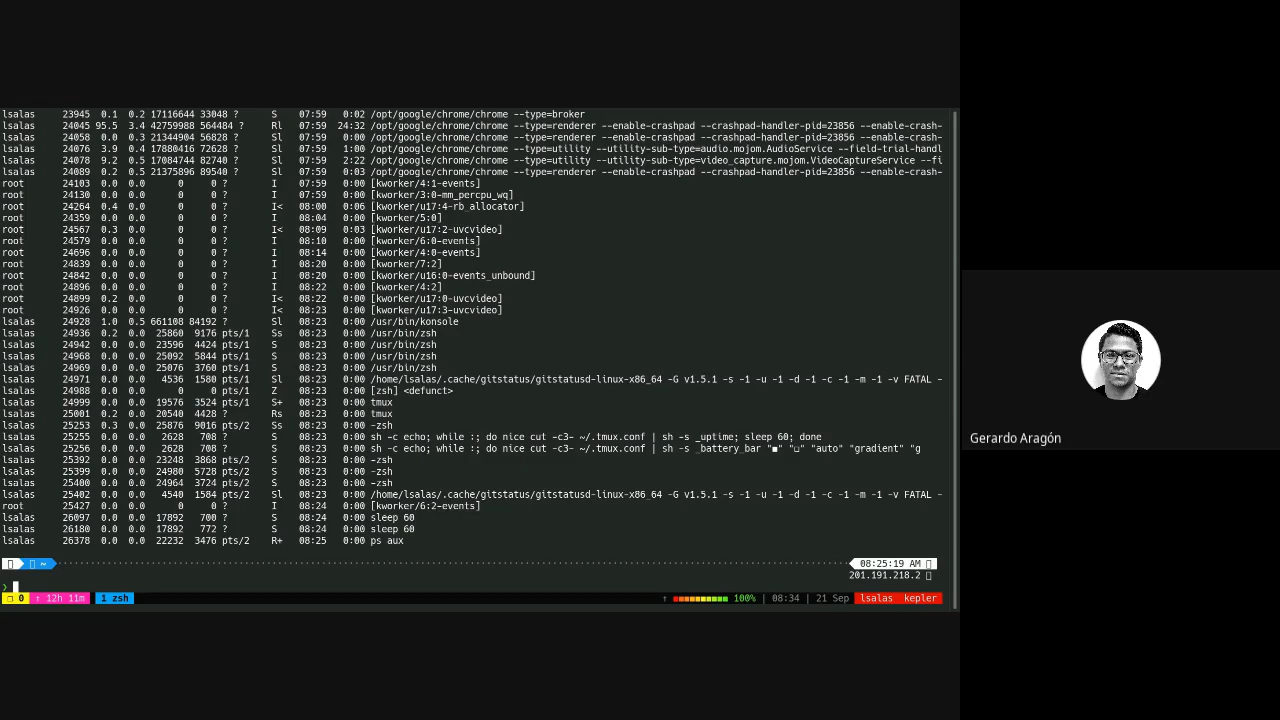 lsalas 23945 0.1 0.2 17116644 33048 ? S 07:59 0:02 /opt/google/chrome/chrome --type=broker
lsalas 24045 95.5 3.4 42759988 564484 ? Rl 07:59 24:32 /opt/google/chrome/chrome --type=renderer --enable-crashpad --crashpad-handler-pid=23856 --enable-crash-
lsalas 24058 0.0 0.3 21344904 56828 ? Sl 07:59 0:00 /opt/google/chrome/chrome --type=renderer --enable-crashpad --crashpad-handler-pid=23856 --enable-crash-
lsalas 24076 3.9 0.4 17880416 72628 ? Sl 07:59 1:00 /opt/google/chrome/chrome --type=utility --utility-sub-type=audio.mojom.AudioService --field-trial-handl
lsalas 24078 9.2 0.5 17084744 82740 ? Sl 07:59 2:22 /opt/google/chrome/chrome --type=utility --utility-sub-type=video_capture.mojom.VideoCaptureService --fi
lsalas 24089 0.2 0.5 21375896 89540 ? Sl 07:59 0:03 /opt/google/chrome/chrome --type=renderer --enable-crashpad --crashpad-handler-pid=23856 --enable-crash-
root 24103 0.0 0.0 0 0 ? I 07:59 0:00 [kworker/4:1-events]
root 24130 0.0 0.0 0 0 ? I 07:59 0:00 [kworker/3:0-mm_percpu_wq]
root 24264 0.4 0.0 0 0 ? I< 08:00 0:06 [kworker/u17:4-rb_allocator]
root 24359 0.0 0.0 0 0 ? I 08:04 0:00 [kworker/5:0]
root 24567 0.3 0.0 0 0 ? I< 08:09 0:03 [kworker/u17:2-uvcvideo]
root 24579 0.0 0.0 0 0 ? I 08:10 0:00 [kworker/6:0-events]
root 24696 0.0 0.0 0 0 ? I 08:14 0:00 [kworker/4:0-events]
root 24839 0.0 0.0 0 0 ? I 08:20 0:00 [kworker/7:2]
root 24842 0.0 0.0 0 0 ? I 08:20 0:00 [kworker/u16:0-events_unbound]
root 24896 0.0 0.0 0 0 ? I 08:22 0:00 [kworker/4:2]
root 24899 0.2 0.0 0 0 ? I< 08:22 0:00 [kworker/u17:0-uvcvideo]
root 24926 0.0 0.0 0 0 ? I< 08:23 0:00 [kworker/u17:3-uvcvideo]
lsalas 24928 1.0 0.5 661108 84192 ? Sl 08:23 0:00 /usr/bin/konsole
lsalas 24936 0.2 0.0 25860 9176 pts/1 Ss 08:23 0:00 /usr/bin/zsh
lsalas 24942 0.0 0.0 23596 4424 pts/1 S 08:23 0:00 /usr/bin/zsh
lsalas 24968 0.0 0.0 25092 5844 pts/1 S 08:23 0:00 /usr/bin/zsh
lsalas 24969 0.0 0.0 25076 3760 pts/1 S 08:23 0:00 /usr/bin/zsh
lsalas 24971 0.0 0.0 4536 1580 pts/1 Sl 08:23 0:00 /home/lsalas/.cache/gitstatus/gitstatusd-linux-x86_64 -G v1.5.1 -s -1 -u -1 -d -1 -c -1 -m -1 -v FATAL -
lsalas 24988 0.0 0.0 0 0 pts/1 Z 08:23 0:00 [zsh] <defunct>
lsalas 24999 0.0 0.0 19576 3524 pts/1 S+ 08:23 0:00 tmux
lsalas 25001 0.2 0.0 20540 4428 ? Rs 08:23 0:00 tmux
lsalas 25253 0.3 0.0 25876 9016 pts/2 Ss 08:23 0:00 -zsh
lsalas 25255 0.0 0.0 2628 708 ? S 08:23 0:00 sh -c echo; while :; do nice cut -c3- ~/.tmux.conf | sh -s _uptime; sleep 60; done
lsalas 25256 0.0 0.0 2628 708 ? S 08:23 0:00 sh -c echo; while :; do nice cut -c3- ~/.tmux.conf | sh -s _battery_bar "◼" "◻" "auto" "gradient" "g
lsalas 25392 0.0 0.0 23248 3868 pts/2 S 08:23 0:00 -zsh
lsalas 25399 0.0 0.0 24980 5728 pts/2 S 08:23 0:00 -zsh
lsalas 25400 0.0 0.0 24964 3724 pts/2 S 08:23 0:00 -zsh
lsalas 25402 0.0 0.0 4540 1584 pts/2 Sl 08:23 0:00 /home/lsalas/.cache/gitstatus/gitstatusd-linux-x86_64 -G v1.5.1 -s -1 -u -1 -d -1 -c -1 -m -1 -v FATAL -
root 25427 0.0 0.0 0 0 ? I 08:24 0:00 [kworker/6:2-events]
lsalas 26097 0.0 0.0 17892 700 ? S 08:24 0:00 sleep 60
lsalas 26180 0.0 0.0 17892 772 ? S 08:24 0:00 sleep 60
lsalas 26378 0.0 0.0 22232 3476 pts/2 R+ 08:25 0:00 ps aux
~ 08:25:19 AM
201.191.218.2
❯
❐ 0 ↑ 12h 11m 1 zsh ↑ 100% | 08:34 | 21 Sep lsalas kepler
Gerardo Aragón